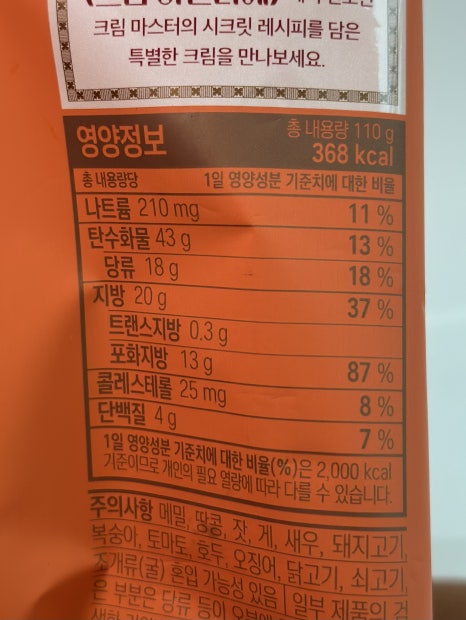 크림 마스터의 시크릿 레시피를 담은
특별한 크림을 만나보세요.
영양정보
총 내용량 110 g
368 kcal
총 내용량당 1일 영양성분 기준치에 대한 비율
나트륨 210 mg 11 %
탄수화물 43 g 13 %
당류 18 g 18 %
지방 20 g 37 %
트랜스지방 0.3 g
포화지방 13 g 87 %
콜레스테롤 25 mg 8 %
단백질 4 g 7 %
1일 영양성분 기준치에 대한 비율(%)은 2,000 kcal
기준이므로 개인의 필요 열량에 따라 다를 수 있습니다.
주의사항 메밀, 땅콩, 잣, 게, 새우, 돼지고기,
복숭아, 토마토, 호두, 오징어, 닭고기, 쇠고기,
조개류(굴) 혼입 가능성 있음 일부 제품의 검
은 부분은 당류 등이